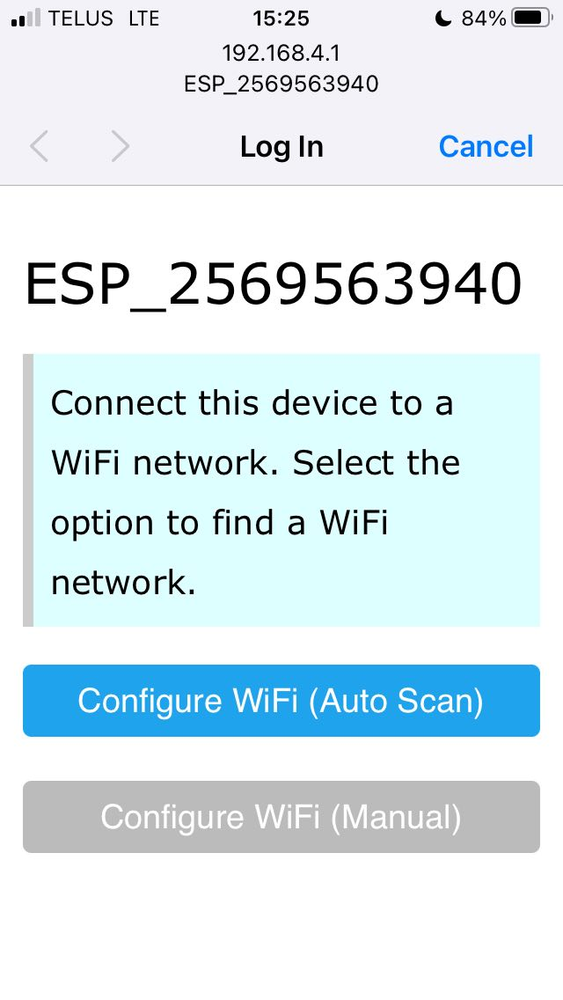 TELUS LTE 15:25 84%
192.168.4.1
ESP_2569563940
Log In Cancel
ESP_2569563940
Connect this device to a
WiFi network. Select the
option to find a WiFi
network.
Configure WiFi (Auto Scan)
Configure WiFi (Manual)